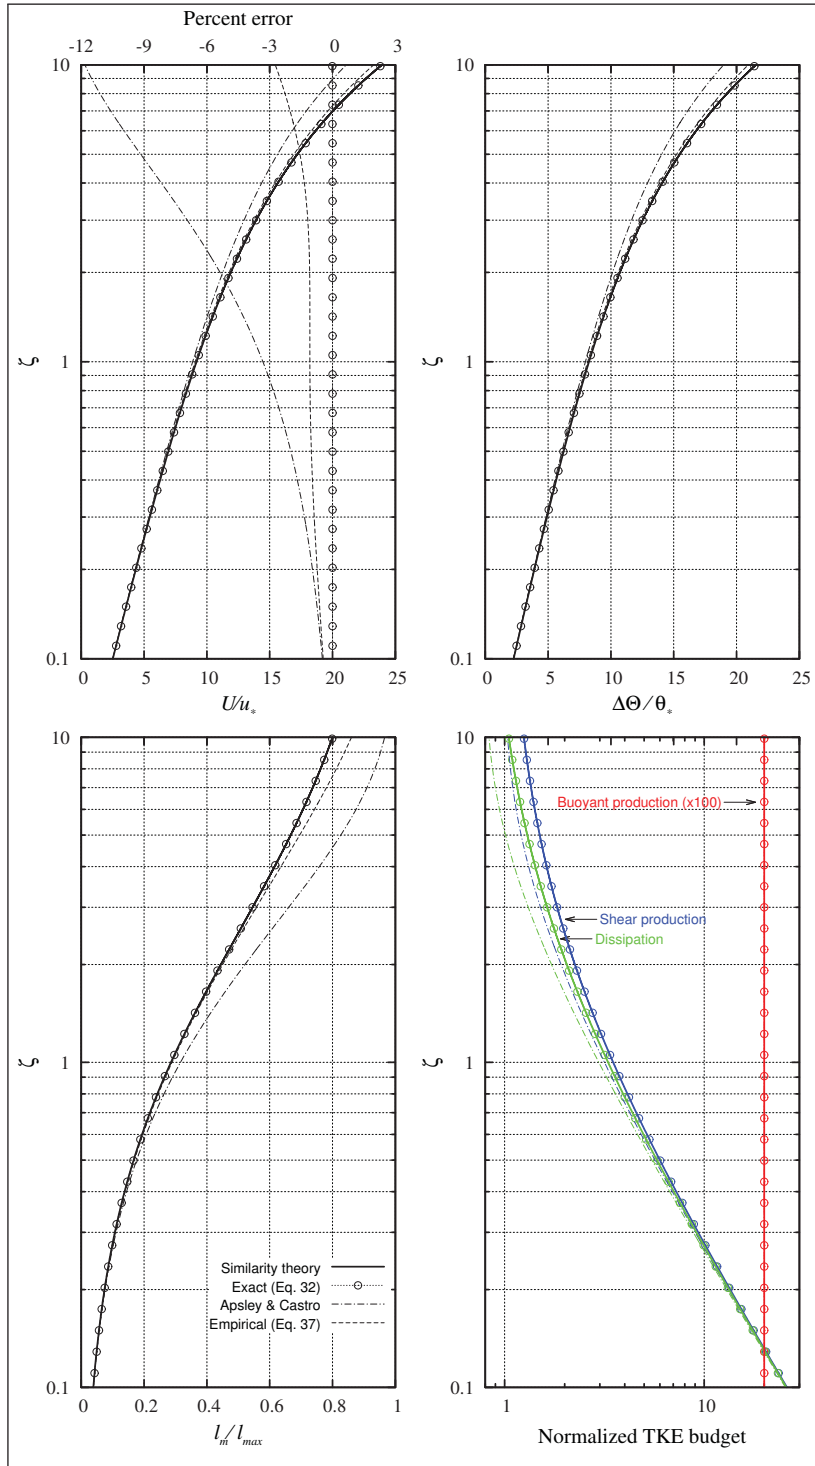 Percent error
-12 -9 -6 -3 0 3
10
1
0.1
ζ
0 5 10 15 20 25
U/u*
10
1
0.1
ζ
0 5 10 15 20 25
ΔΘ / θ*
10
1
0.1
ζ
Similarity theory
Exact (Eq. 32)
Apsley & Castro
Empirical (Eq. 37)
0 0.2 0.4 0.6 0.8 1
l_m/l_max
10
1
0.1
ζ
Buoyant production (x100)
Shear production
Dissipation
1 10
Normalized TKE budget